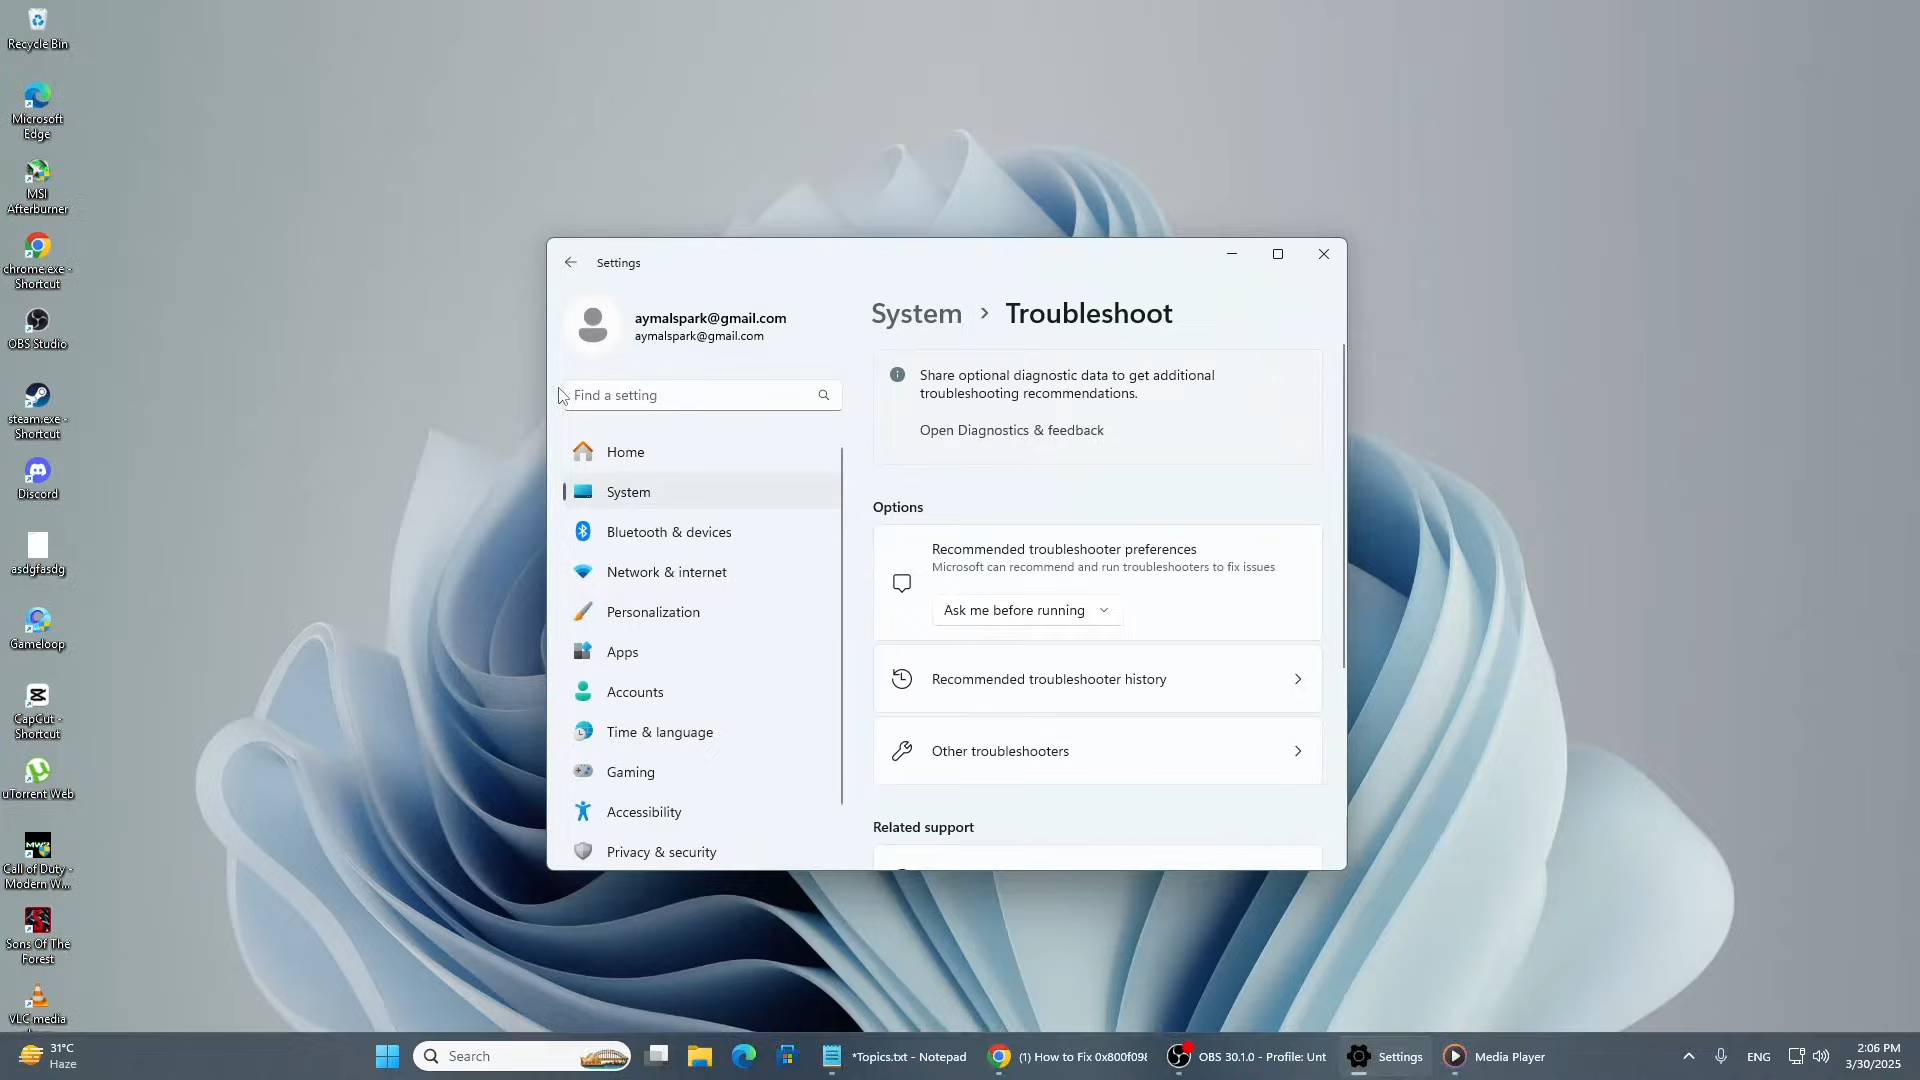 Recycle Bin
Microsoft
Edge
MSI
Afterburner
chrome.exe -
Shortcut
OBS Studio
steam.exe -
Shortcut
Discord
asdgfasdg
Gameloop
CapCut -
Shortcut
uTorrent Web
Call of Duty -
Modern W...
Sons Of The
Forest
VLC media
Settings
aymalspark@gmail.com
aymalspark@gmail.com
Find a setting
Home
System
Bluetooth & devices
Network & internet
Personalization
Apps
Accounts
Time & language
Gaming
Accessibility
Privacy & security
System > Troubleshoot
Share optional diagnostic data to get additional
troubleshooting recommendations.
Open Diagnostics & feedback
Options
Recommended troubleshooter preferences
Microsoft can recommend and run troubleshooters to fix issues
Ask me before running
Recommended troubleshooter history
Other troubleshooters
Related support
31°C
Haze
Search
*Topics.txt - Notepad
(1) How to Fix 0x800f098
OBS 30.1.0 - Profile: Unt
Settings
Media Player
ENG
2:06 PM
3/30/2025